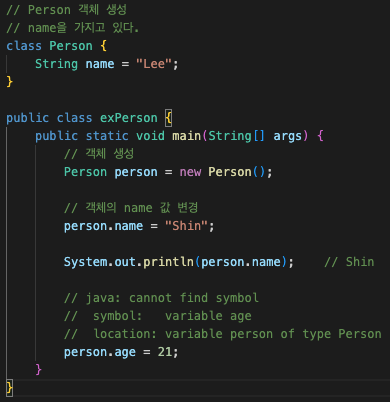 // Person 객체 생성
// name을 가지고 있다.
class Person {
    String name = "Lee";
}

public class exPerson {
    public static void main(String[] args) {
        // 객체 생성
        Person person = new Person();

        // 객체의 name 값 변경
        person.name = "Shin";

        System.out.println(person.name);    // Shin

        // java: cannot find symbol
        //  symbol:   variable age
        //  location: variable person of type Person
        person.age = 21;
    }
}